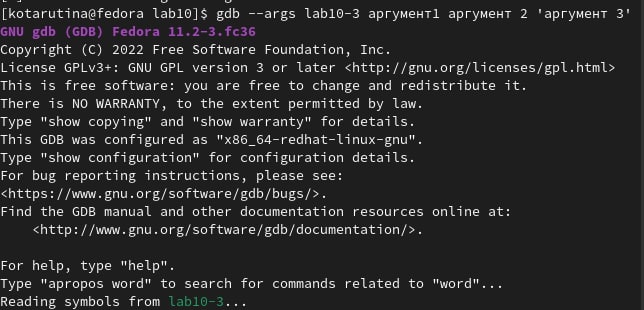 [kotarutina@fedora lab10]$ gdb --args lab10-3 аргумент1 аргумент 2 'аргумент 3'
GNU gdb (GDB) Fedora 11.2-3.fc36
Copyright (C) 2022 Free Software Foundation, Inc.
License GPLv3+: GNU GPL version 3 or later <http://gnu.org/licenses/gpl.html>
This is free software: you are free to change and redistribute it.
There is NO WARRANTY, to the extent permitted by law.
Type "show copying" and "show warranty" for details.
This GDB was configured as "x86_64-redhat-linux-gnu".
Type "show configuration" for configuration details.
For bug reporting instructions, please see:
<https://www.gnu.org/software/gdb/bugs/>.
Find the GDB manual and other documentation resources online at:
    <http://www.gnu.org/software/gdb/documentation/>.

For help, type "help".
Type "apropos word" to search for commands related to "word"...
Reading symbols from lab10-3...